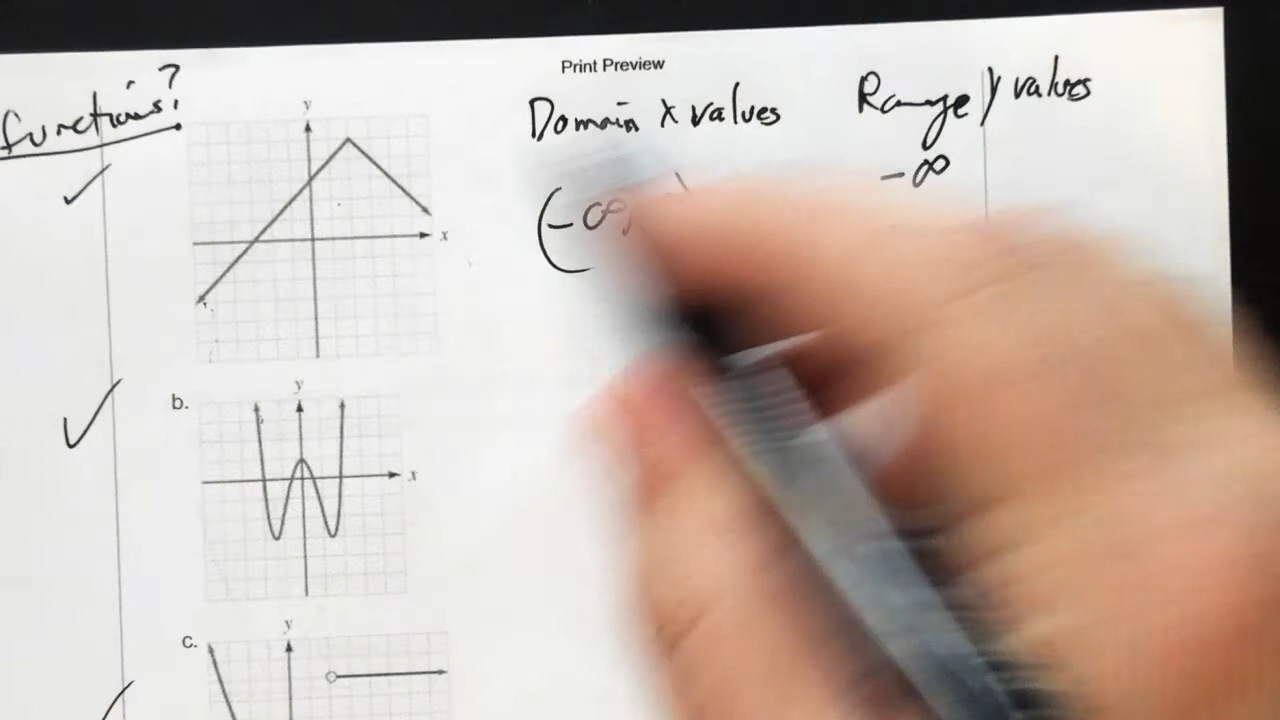 Print Preview
functions?
Domain x values
Range y values
y
(-∞,
-∞
x
b.
y
x
c.
y